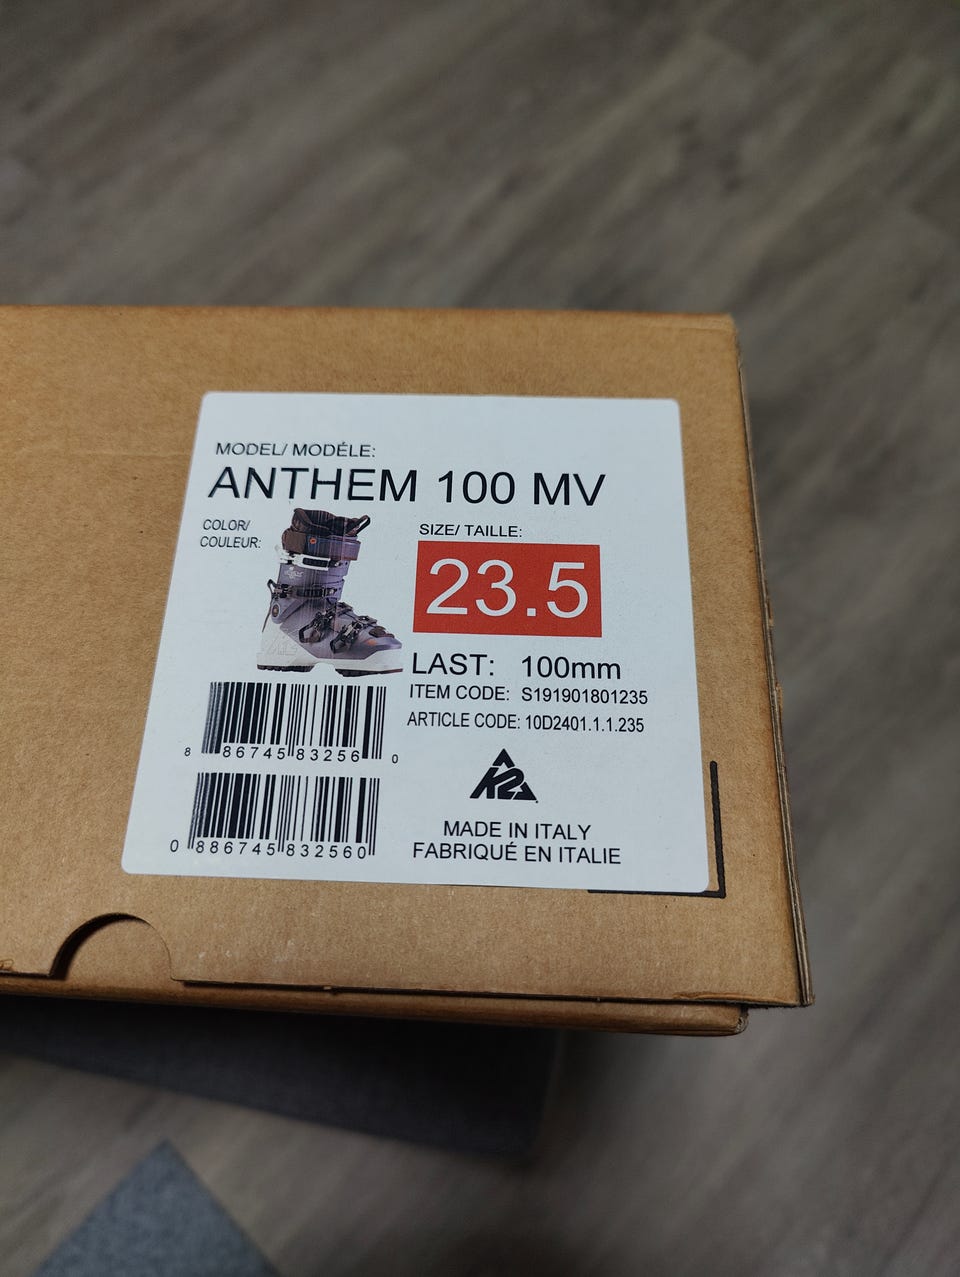 MODEL/ MODÉLE:
ANTHEM 100 MV
COLOR/
COULEUR:
SIZE/ TAILLE:
23.5
LAST: 100mm
ITEM CODE: S191901801235
ARTICLE CODE: 10D2401.1.1.235
8 86745 83256 0
0 886745 832560
K2
MADE IN ITALY
FABRIQUÉ EN ITALIE